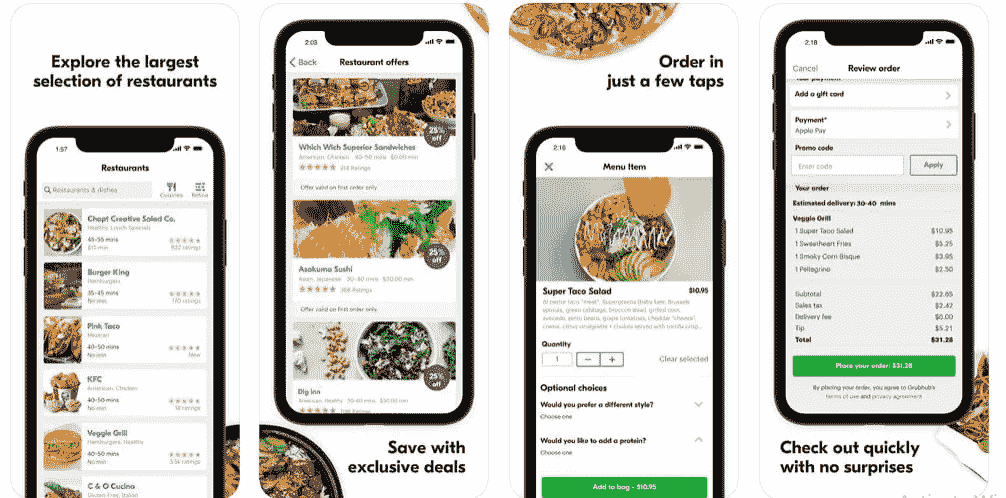 Explore the largest
selection of restaurants
1:57
Restaurants
Restaurants & dishes
Cuisines
Refine
Chopt Creative Salad Co.
Healthy, Lunch Specials
45-55 mins
$10 min
Burger King
Hamburgers
35-45 mins
No min
170 ratings
Pink Taco
Mexican
40-50 mins
No min
New
KFC
American, Chicken
40-50 mins
No min
18 ratings
Veggie Grill
Hamburgers, Healthy
40-50 mins
No min
ratings
C & O Cucina
Gluten-Free, Italian
2:03
Back
Restaurant offers
25%
off
Which Wich Superior Sandwiches
American, Chicken 40-50 mins $0.00 min
Ratings
Offer valid on first order only.
25%
off
Asakuma Sushi
Asian, Japanese 30-40 mins $30.00 min
Ratings
Offer valid on first order only.
25%
off
Dig Inn
American, Healthy
Ratings
Save with
exclusive deals
Order in
just a few taps
2:16
Menu Item
Super Taco Salad
$10.95
Quantity
1
Clear selected
Optional choices
Would you prefer a different style?
Choose one
Would you like to add a protein?
Choose one
Add to bag - $10.95
2:18
Cancel
Review order
Your payment
Add a gift card
Payment*
Apple Pay
Promo code
Enter code
Apply
Your order
Estimated delivery: 30-40 mins
Veggie Grill
1 Super Taco Salad $10.95
1 Sweetheart Fries $5.25
1 Smoky Corn Bisque $3.95
1 Pellegrino $2.50
Subtotal $22.65
Sales tax $2.42
Delivery fee $0.00
Tip $5.21
Total $31.28
Place your order: $31.28
By placing your order, you agree to Grubhub's
terms of use and privacy agreement
Check out quickly
with no surprises